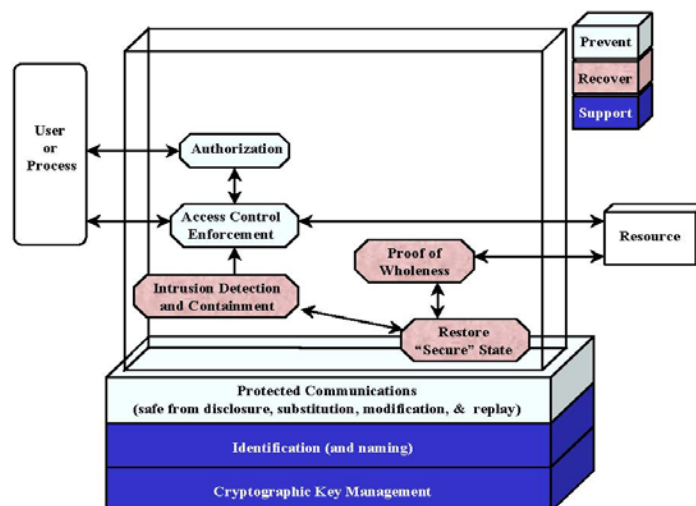 Prevent
Recover
Support
User
or
Process
Authorization
Access Control
Enforcement
Resource
Proof of
Wholeness
Intrusion Detection
and Containment
Restore
“Secure” State
Protected Communications
(safe from disclosure, substitution, modification, & replay)
Identification (and naming)
Cryptographic Key Management